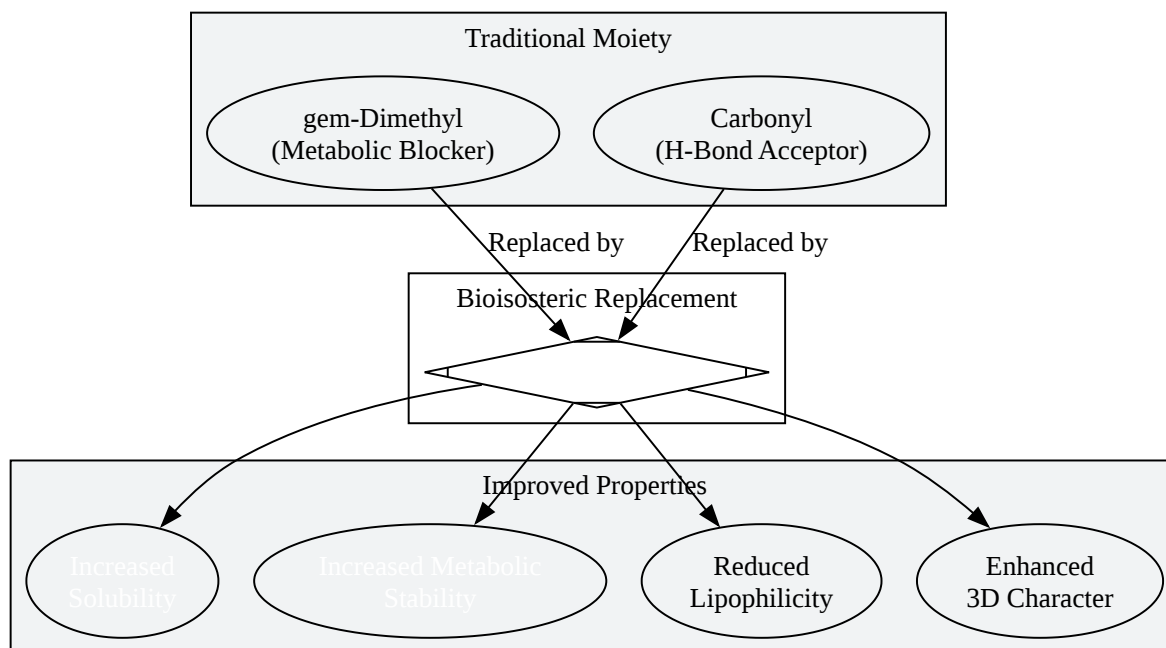 Traditional Moiety
gem-Dimethyl
(Metabolic Blocker)
Carbonyl
(H-Bond Acceptor)
Replaced by
Replaced by
Bioisosteric Replacement
Improved Properties
Increased
Solubility
Increased Metabolic
Stability
Reduced
Lipophilicity
Enhanced
3D Character